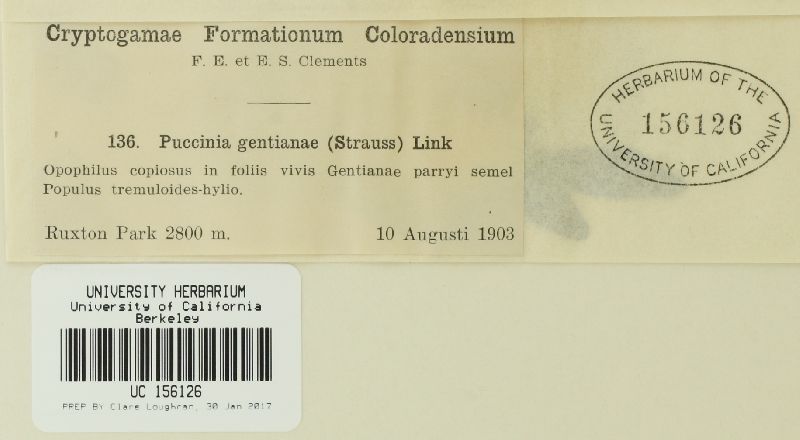 Cryptogamae Formationum Coloradensium
F. E. et E. S. Clements
136. Puccinia gentianae (Strauss) Link
Opophilus copiosus in foliis vivis Gentianae parryi semel
Populus tremuloides-hylio.
Ruxton Park 2800 m. 10 Augusti 1903
HERBARIUM OF THE
156126
UNIVERSITY OF CALIFORNIA
UNIVERSITY HERBARIUM
University of California
Berkeley
UC 156126
PREP BY Clare Loughran, 30 Jan 2017